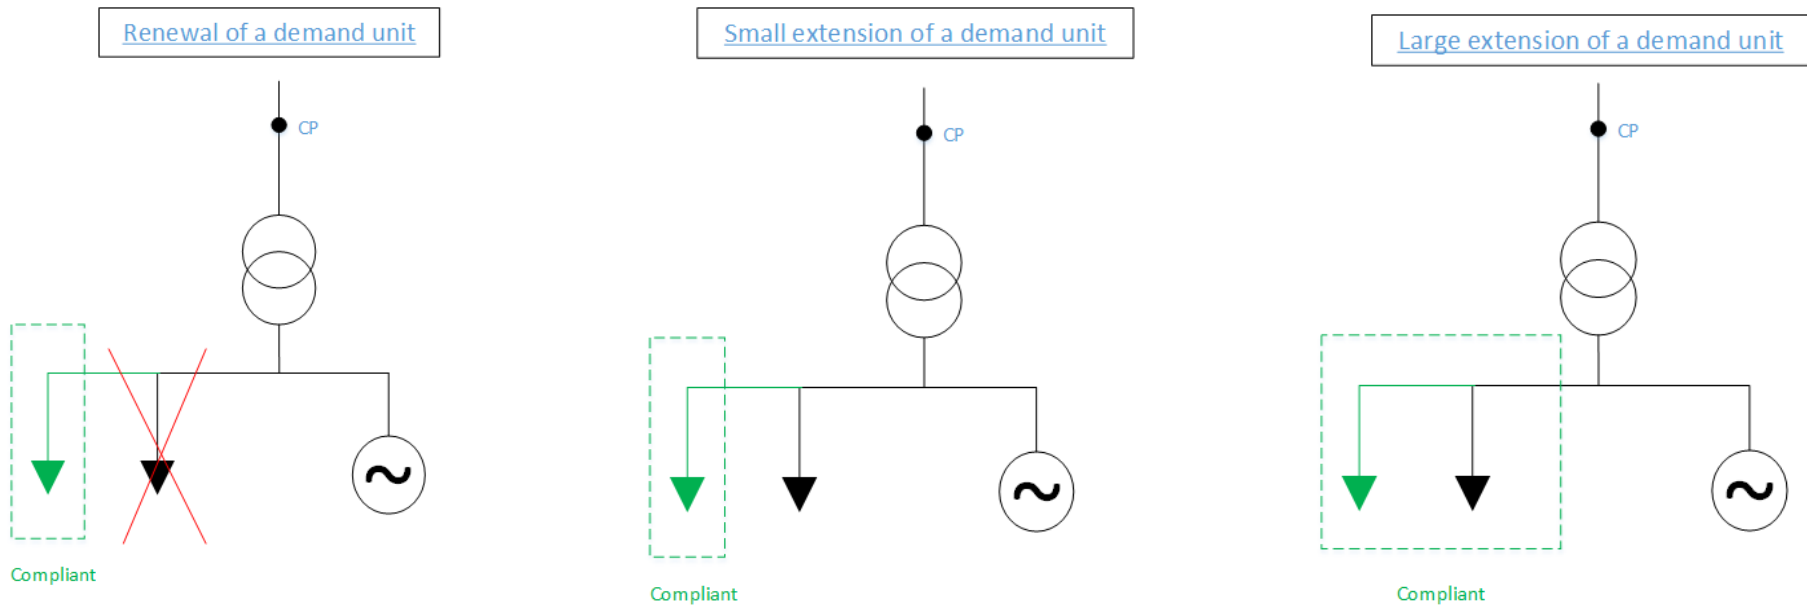 Renewal of a demand unit
Small extension of a demand unit
Large extension of a demand unit
CP
CP
CP
Compliant
Compliant
Compliant